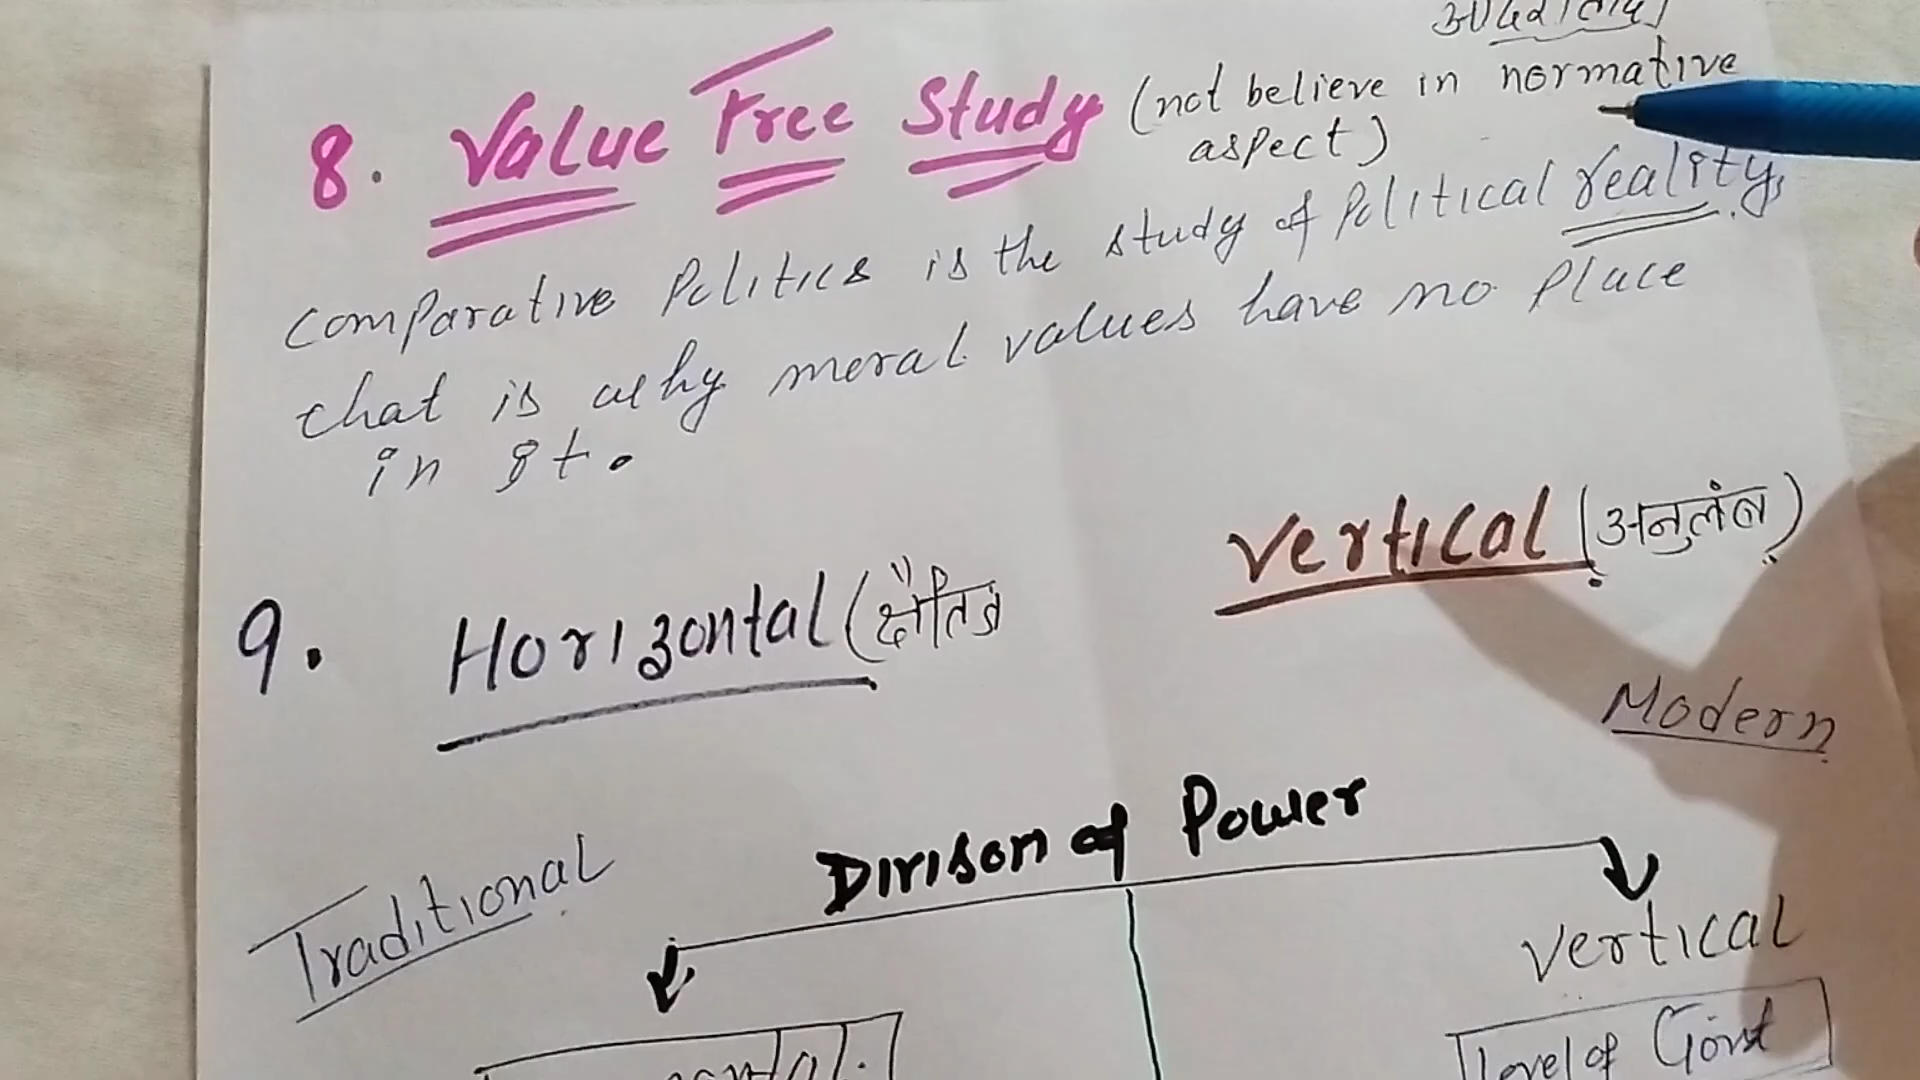 8. Value Free Study (not believe in normative
aspect)
Comparative Politics is the study of Political reality,
that is why moral values have no place
in it.
Vertical (अनुलंब)
9. Horizontal (क्षैतिज
Modern
Divison of Power
Traditional
Vertical
level of Govt